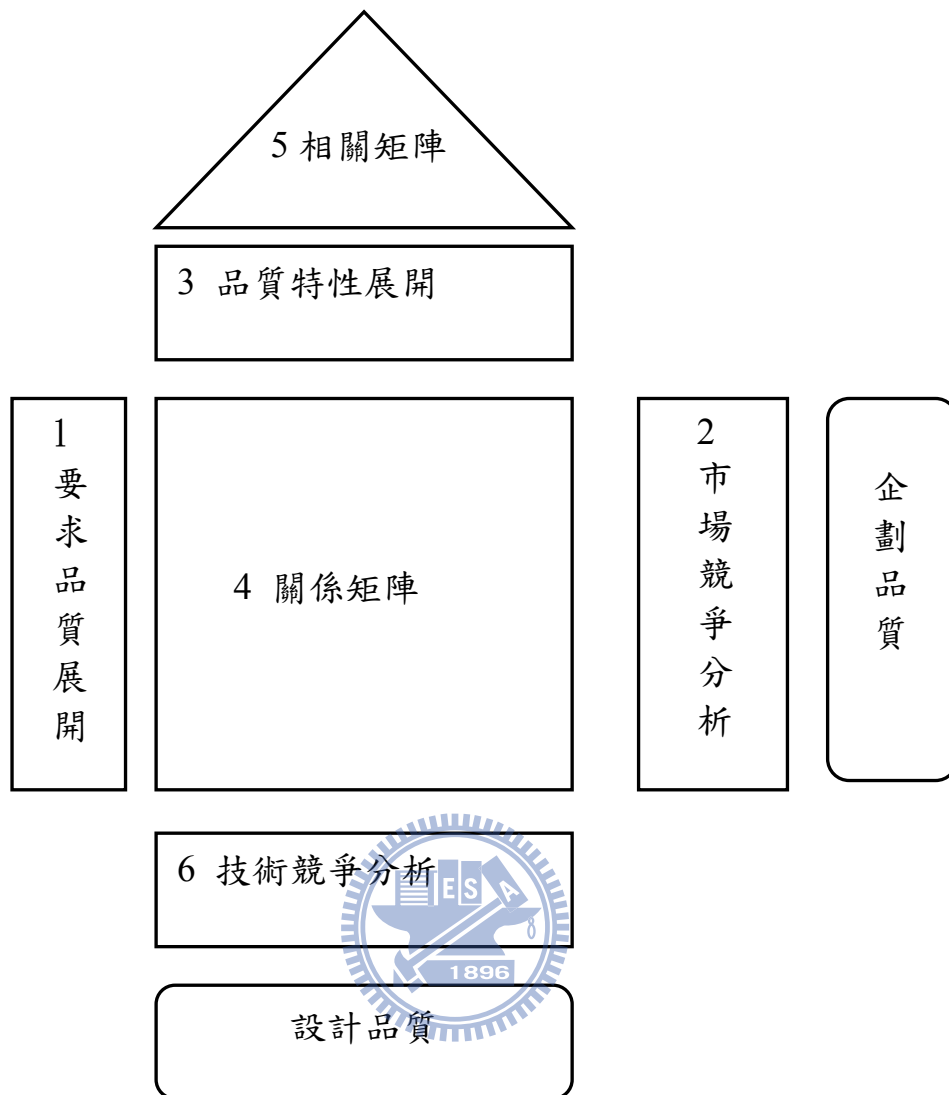 5 相關矩陣
3 品質特性展開
1
要求品質展開
4 關係矩陣
2
市場競爭分析
企劃品質
6 技術競爭分析
E S A
1896
設計品質